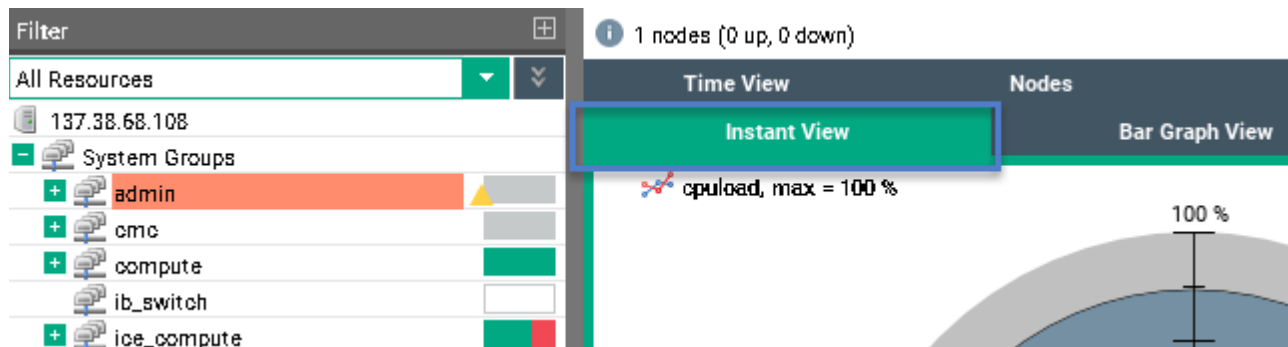 Filter
All Resources
137.38.68.108
System Groups
admin
cmc
compute
ib_switch
ice_compute
1 nodes (0 up, 0 down)
Time View
Nodes
Instant View
Bar Graph View
cpuload, max = 100 %
100 %